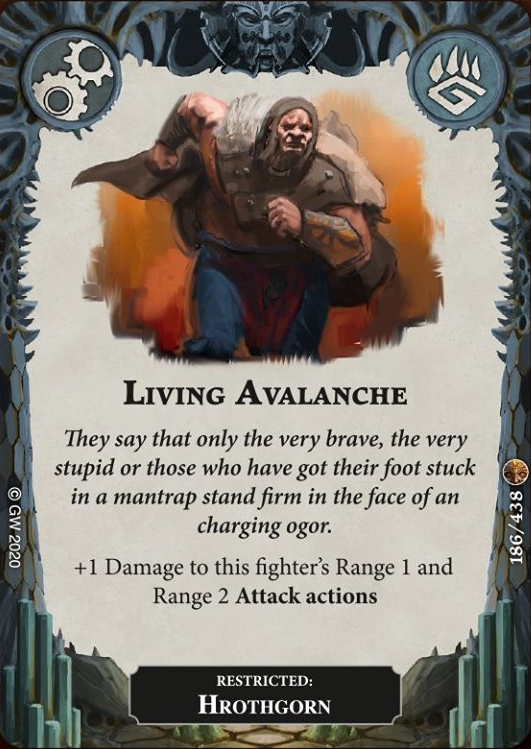 Living Avalanche
They say that only the very brave, the very
stupid or those who have got their foot stuck
in a mantrap stand firm in the face of an
charging ogor.
+1 Damage to this fighter's Range 1 and
Range 2 Attack actions
© GW 2020
186/438
RESTRICTED:
Hrothgorn